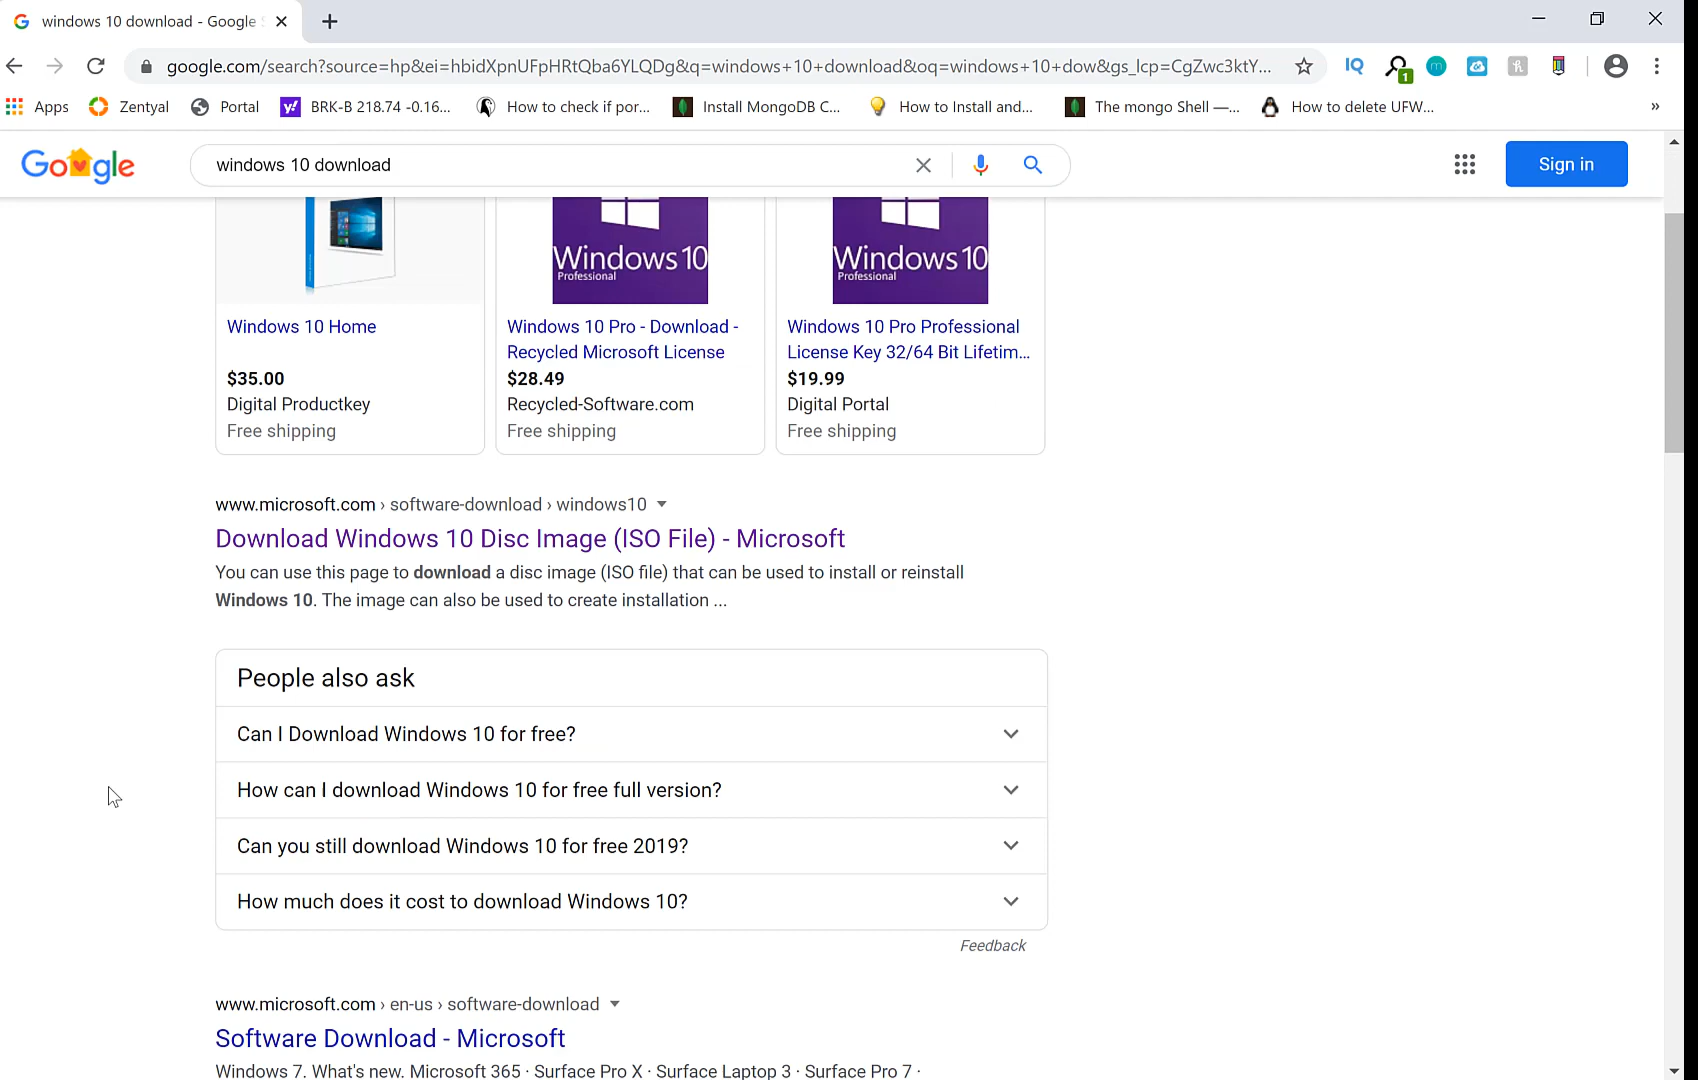 windows 10 download - Google S
google.com/search?source=hp&ei=hbidXpnUFpHRtQba6YLQDg&q=windows+10+download&oq=windows+10+dow&gs_lcp=CgZwc3ktY...
IQ
1
m
Apps
Zentyal
Portal
y!
BRK-B 218.74 -0.16...
How to check if por...
Install MongoDB C...
How to Install and...
The mongo Shell —...
How to delete UFW...
»
Google
windows 10 download
Sign in
Windows 10
Professional
Windows 10
Professional
Windows 10 Home
$35.00
Digital Productkey
Free shipping
Windows 10 Pro - Download -
Recycled Microsoft License
$28.49
Recycled-Software.com
Free shipping
Windows 10 Pro Professional
License Key 32/64 Bit Lifetim...
$19.99
Digital Portal
Free shipping
www.microsoft.com › software-download › windows10
Download Windows 10 Disc Image (ISO File) - Microsoft
You can use this page to download a disc image (ISO file) that can be used to install or reinstall
Windows 10. The image can also be used to create installation ...
People also ask
Can I Download Windows 10 for free?
How can I download Windows 10 for free full version?
Can you still download Windows 10 for free 2019?
How much does it cost to download Windows 10?
Feedback
www.microsoft.com › en-us › software-download
Software Download - Microsoft
Windows 7. What's new. Microsoft 365 · Surface Pro X · Surface Laptop 3 · Surface Pro 7 ·